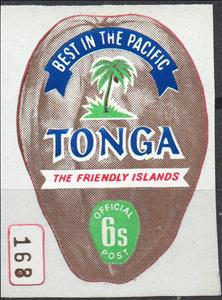 BEST IN THE PACIFIC
TONGA
THE FRIENDLY ISLANDS
OFFICIAL
6s
POST
168